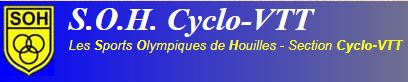 SOH
S.O.H. Cyclo-VTT
Les Sports Olympiques de Houilles - Section Cyclo-VTT